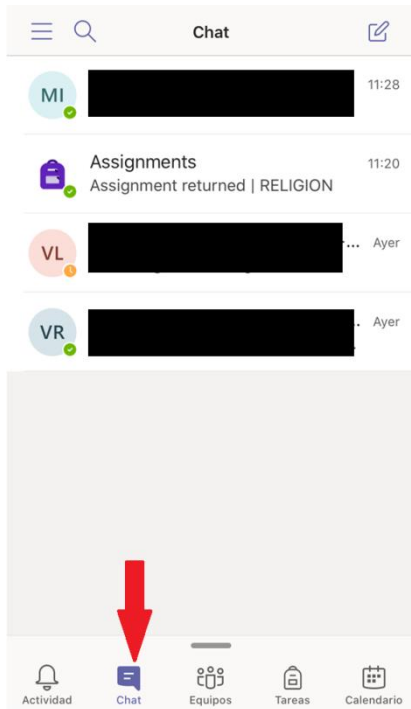 Chat
MI
11:28
Assignments
11:20
Assignment returned | RELIGION
VL
... Ayer
VR
. Ayer
Actividad
Chat
Equipos
Tareas
Calendario